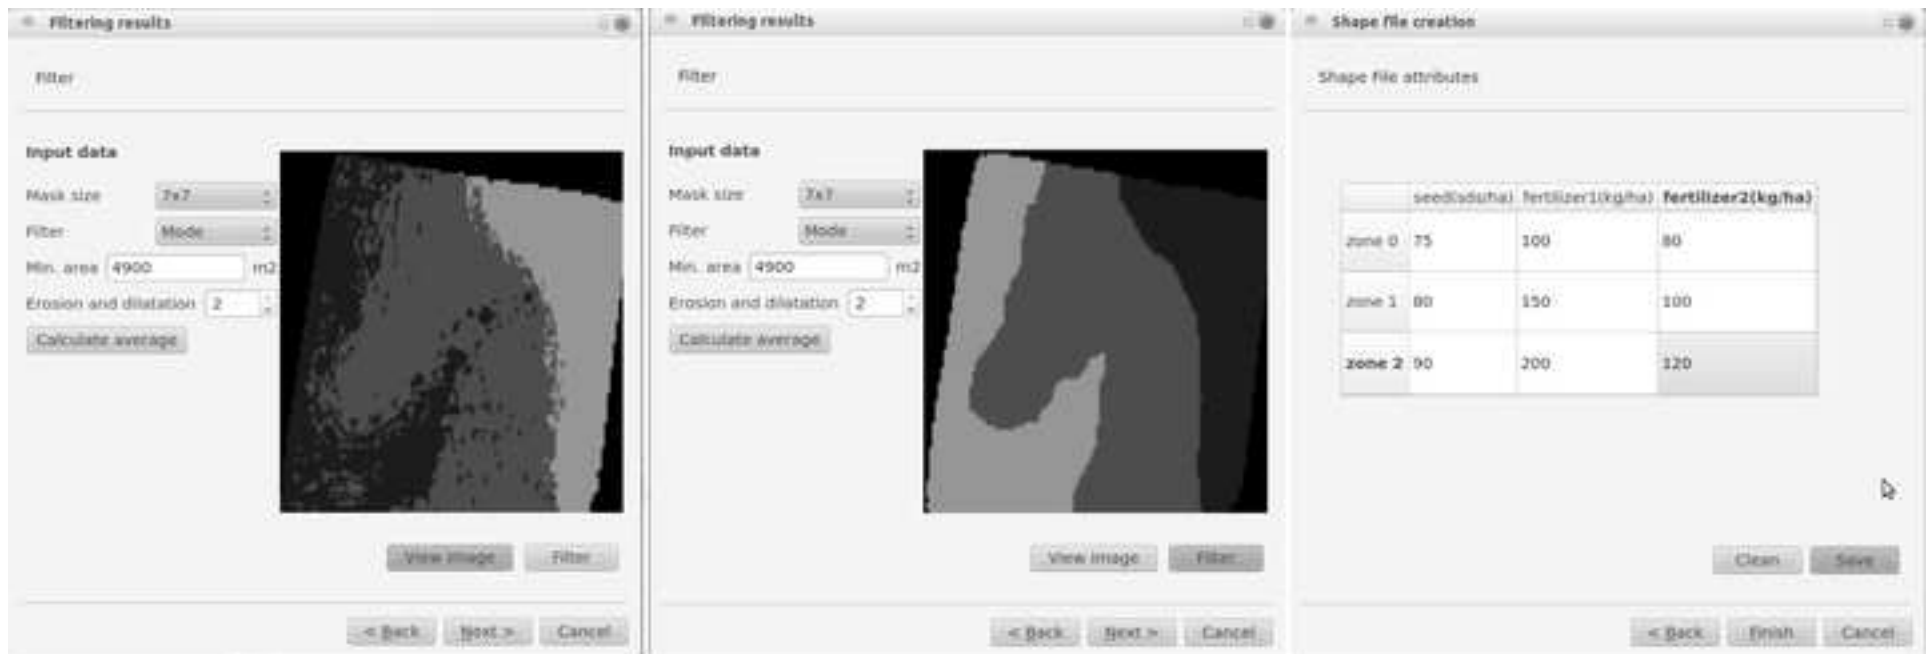 Filtering results
Filter
Input data
Mask size 7x7
Filter Mode
Min. area 4900 m2
Erosion and dilatation 2
Calculate average
View image Filter
< Back Next > Cancel
Filtering results
Filter
Input data
Mask size 7x7
Filter Mode
Min. area 4900 m2
Erosion and dilatation 2
Calculate average
View image Filter
< Back Next > Cancel
Shape file creation
Shape file attributes
seed(sds/ha) fertilizer1(kg/ha) fertilizer2(kg/ha)
zone 0 75 100 80
zone 1 80 150 100
zone 2 90 200 120
Clean Save
< Back Finish Cancel